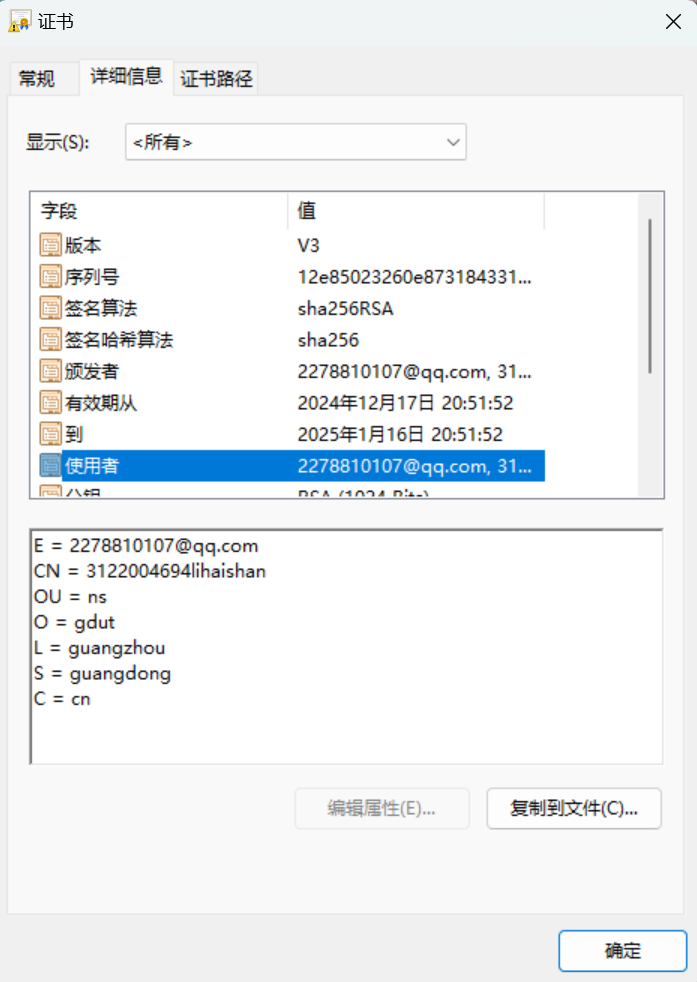 证书
常规 详细信息 证书路径
显示(S): <所有>
字段 值
版本 V3
序列号 12e85023260e873184331...
签名算法 sha256RSA
签名哈希算法 sha256
颁发者 2278810107@qq.com, 31...
有效期从 2024年12月17日 20:51:52
到 2025年1月16日 20:51:52
使用者 2278810107@qq.com, 31...
公钥 RSA (1024 Bits)
E = 2278810107@qq.com
CN = 3122004694lihaishan
OU = ns
O = gdut
L = guangzhou
S = guangdong
C = cn
编辑属性(E)... 复制到文件(C)...
确定